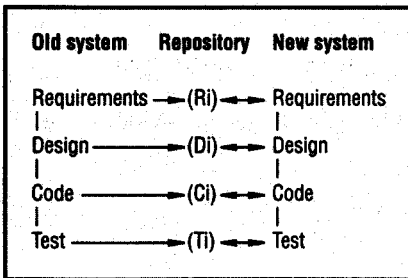 Old system Repository New system
Requirements (Ri) Requirements
Design (Di) Design
Code (Ci) Code
Test (Ti) Test